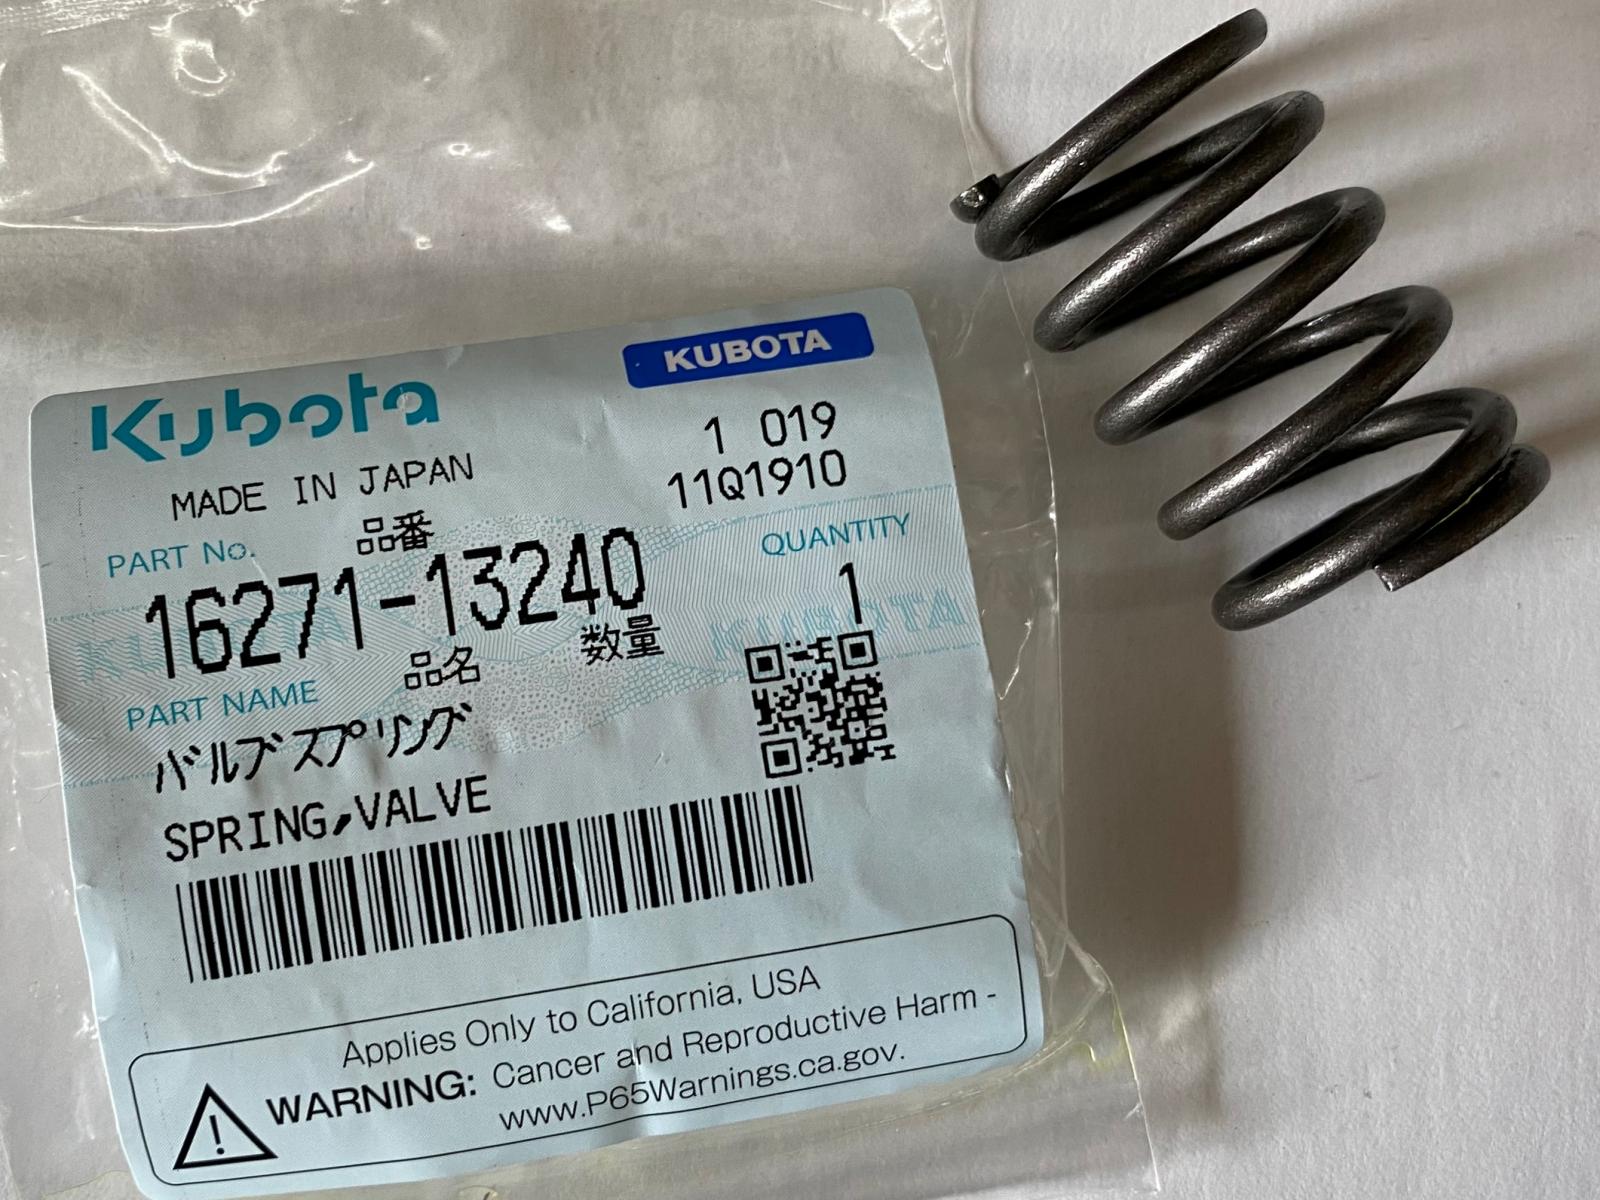 Kubota
KUBOTA
MADE IN JAPAN
1 019
11Q1910
PART No.
品番
QUANTITY
16271-13240
1
PART NAME
品名
数量
バルブスプリング
SPRING,VALVE
Applies Only to California, USA
WARNING: Cancer and Reproductive Harm -
www.P65Warnings.ca.gov.